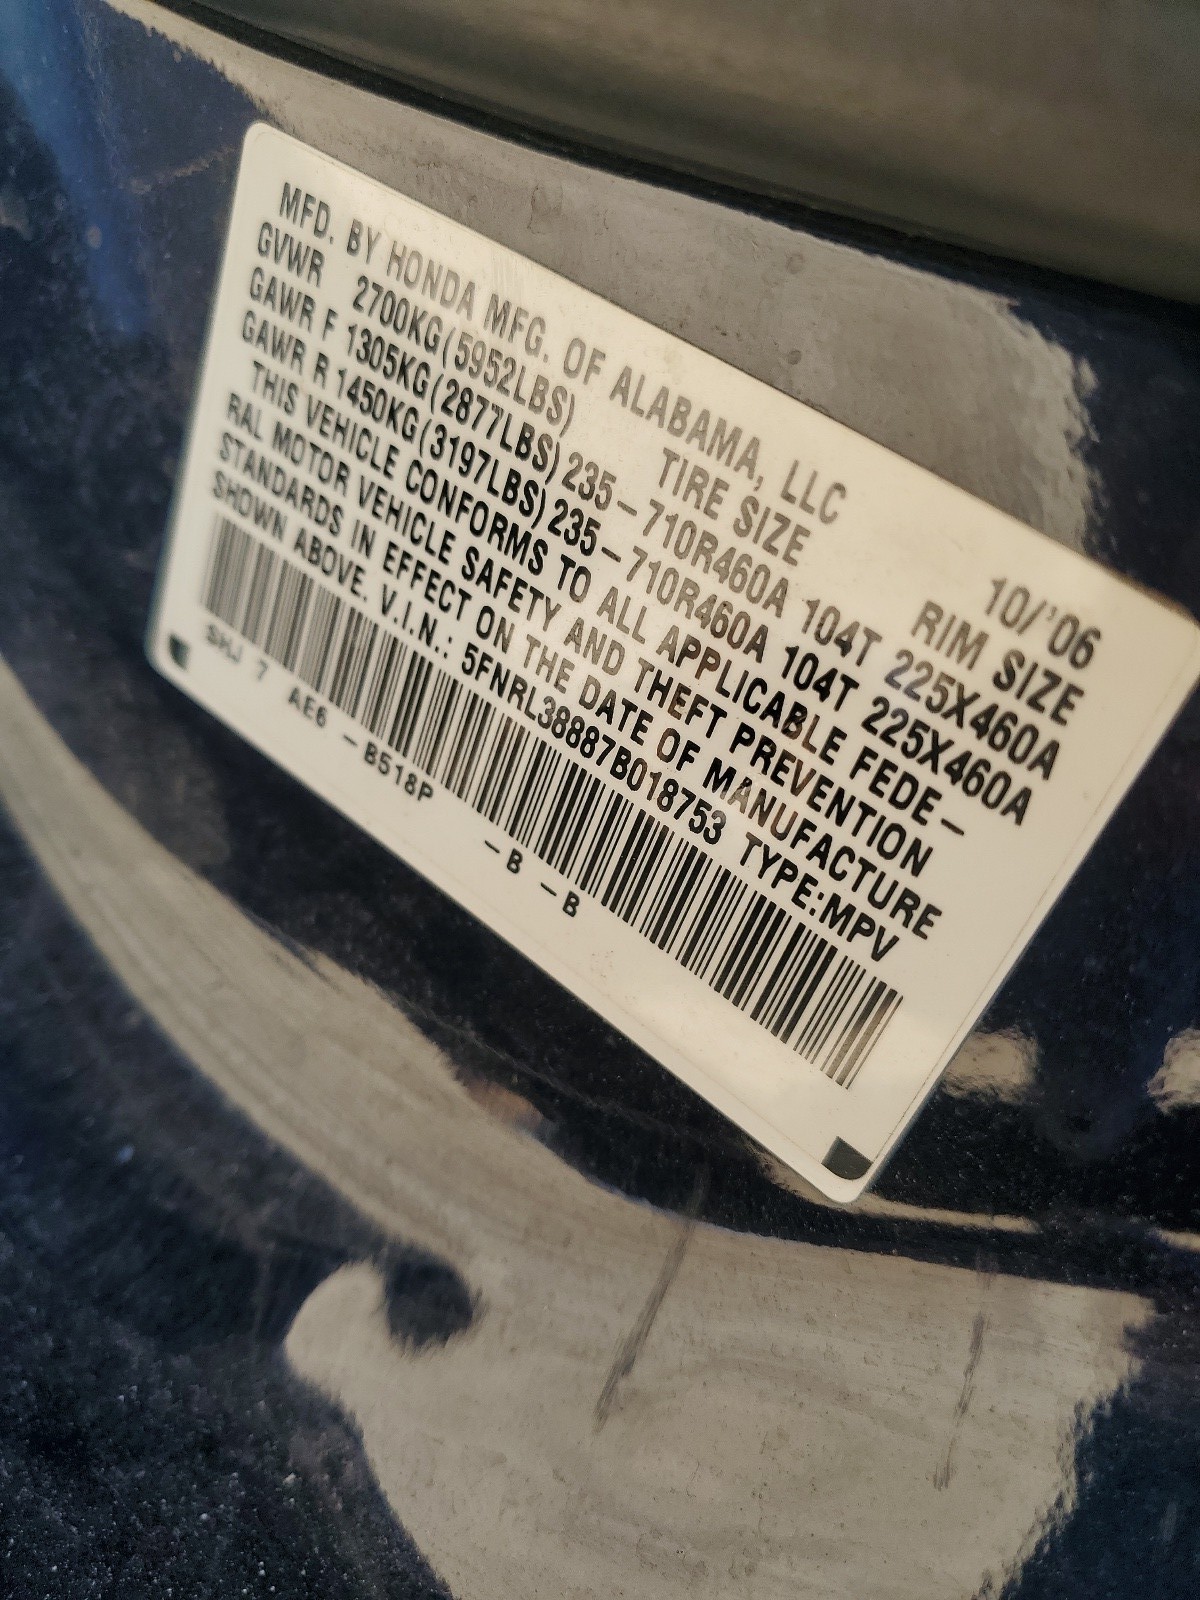 MFD. BY HONDA MFG. OF ALABAMA, LLC 10/'06
GVWR 2700KG(5952LBS) TIRE SIZE RIM SIZE
GAWR F 1305KG(2877LBS) 235-710R460A 104T 225X460A
GAWR R 1450KG(3197LBS) 235-710R460A 104T 225X460A
THIS VEHICLE CONFORMS TO ALL APPLICABLE FEDE-
RAL MOTOR VEHICLE SAFETY AND THEFT PREVENTION
STANDARDS IN EFFECT ON THE DATE OF MANUFACTURE
SHOWN ABOVE. V.I.N.: 5FNRL38887B018753 TYPE:MPV
SHJ 7 AE6 -B518P -B -B